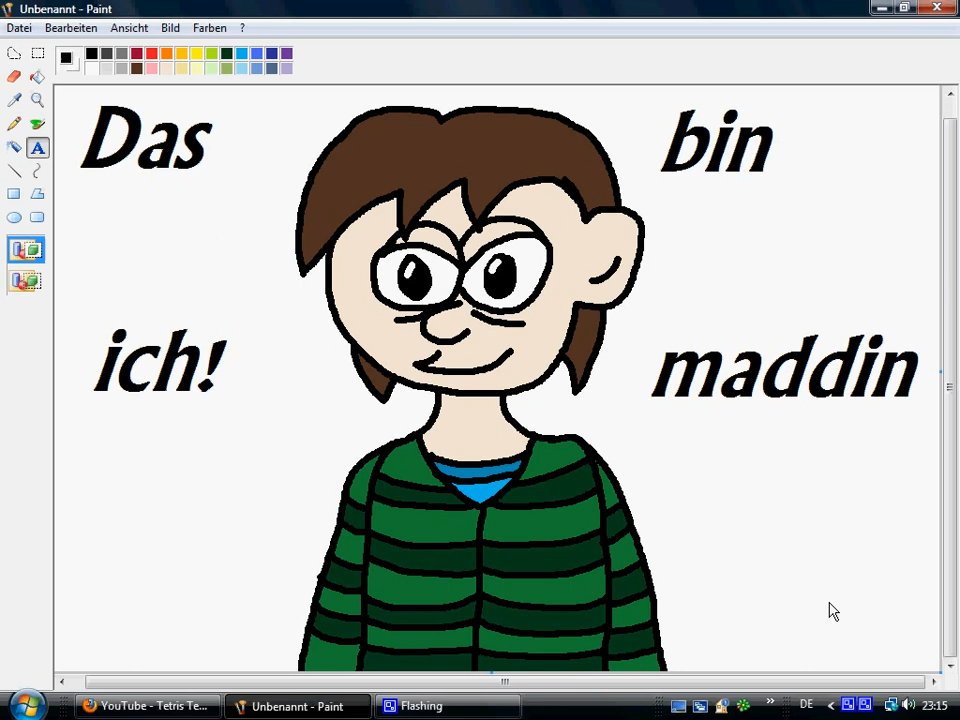 Unbenannt - Paint
Datei Bearbeiten Ansicht Bild Farben ?
A
Das bin
ich! maddin
YouTube - Tetris Te... Unbenannt - Paint Flashing DE 23:15